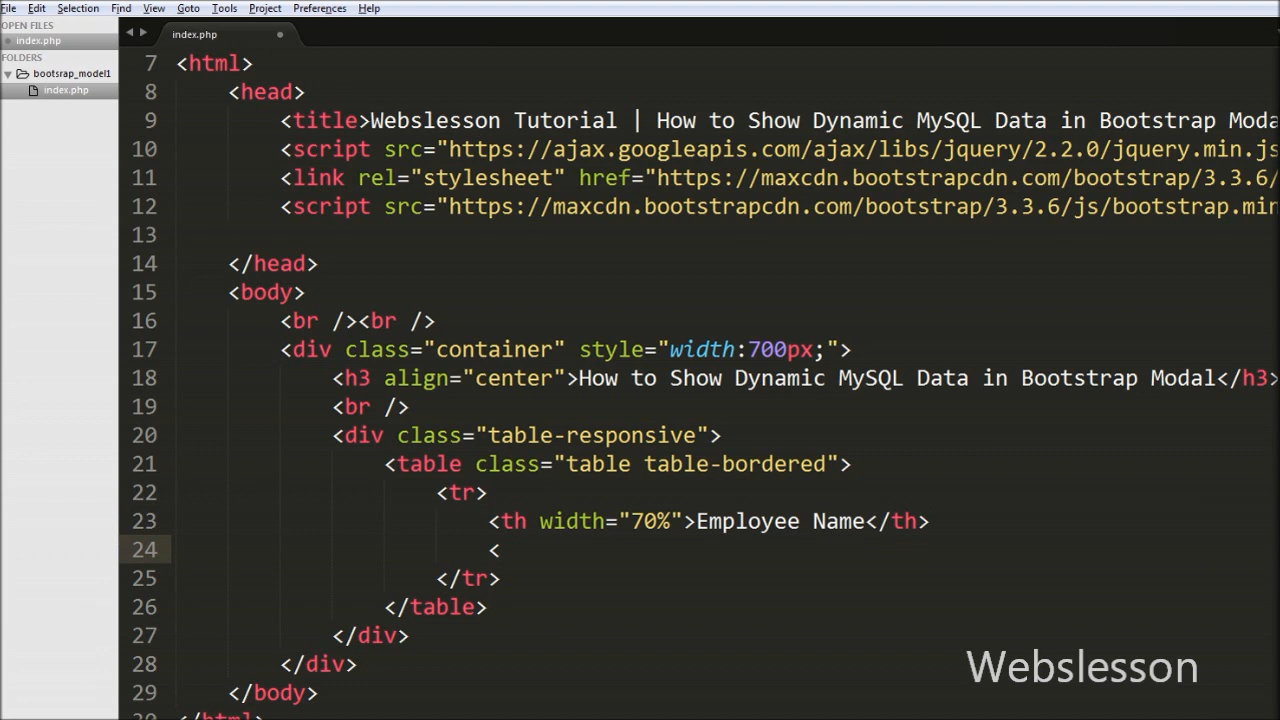 File Edit Selection Find View Goto Tools Project Preferences Help
OPEN FILES
index.php
FOLDERS
bootsrap_model1
index.php
index.php
7 <html>
8 <head>
9 <title>Webslesson Tutorial | How to Show Dynamic MySQL Data in Bootstrap Moda
10 <script src="https://ajax.googleapis.com/ajax/libs/jquery/2.2.0/jquery.min.js
11 <link rel="stylesheet" href="https://maxcdn.bootstrapcdn.com/bootstrap/3.3.6/
12 <script src="https://maxcdn.bootstrapcdn.com/bootstrap/3.3.6/js/bootstrap.min
13
14 </head>
15 <body>
16 <br /><br />
17 <div class="container" style="width:700px;">
18 <h3 align="center">How to Show Dynamic MySQL Data in Bootstrap Modal</h3>
19 <br />
20 <div class="table-responsive">
21 <table class="table table-bordered">
22 <tr>
23 <th width="70%">Employee Name</th>
24 <
25 </tr>
26 </table>
27 </div>
28 </div>
29 </body>
30 </html>
Webslesson